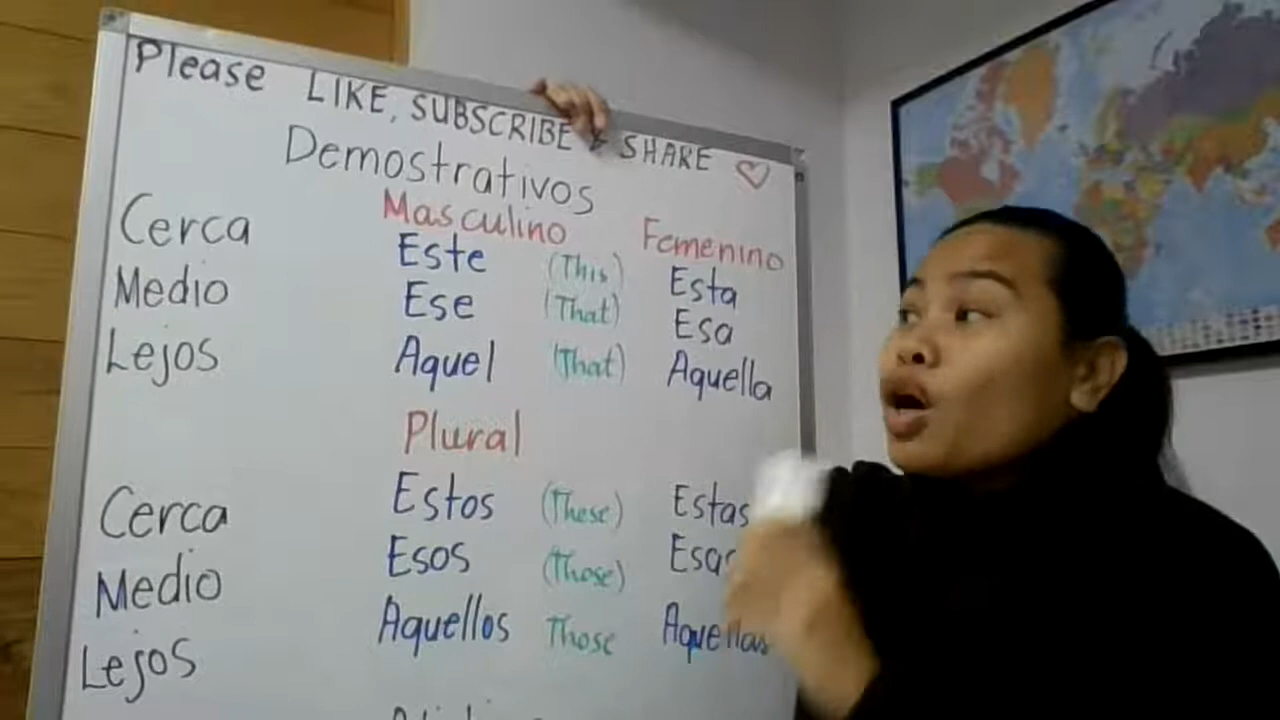 Please LIKE, SUBSCRIBE & SHARE ♡
Demostrativos
Masculino Femenino
Cerca Este (This) Esta
Medio Ese (That) Esa
Lejos Aquel (That) Aquella
Plural
Cerca Estos (These) Estas
Medio Esos (Those)
Lejos Aquellos Those Aquellas